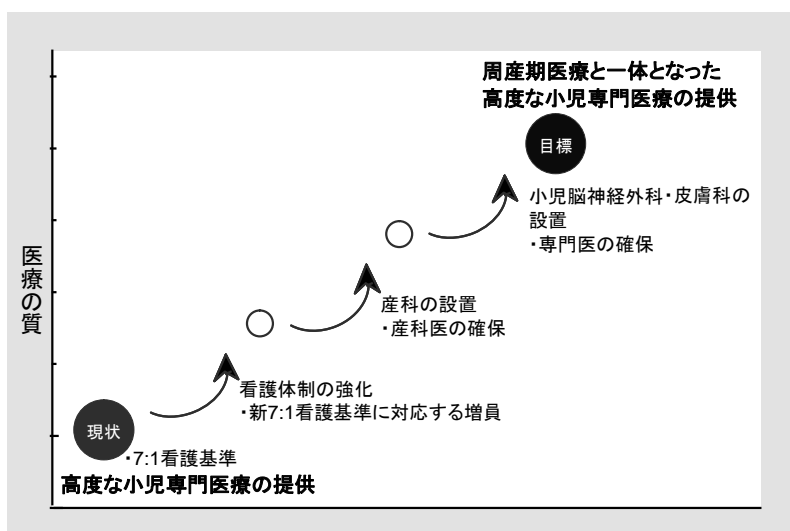 周産期医療と一体となった
高度な小児専門医療の提供
目標
小児脳神経外科・皮膚科の
設置
・専門医の確保
産科の設置
・産科医の確保
看護体制の強化
・新7:1看護基準に対応する増員
現状
・7:1看護基準
高度な小児専門医療の提供
医療の質